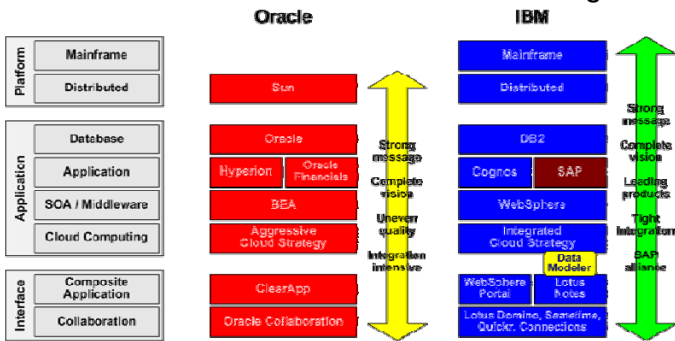 Oracle
IBM
Platform
Mainframe
Distributed
Sun
Mainframe
Distributed
Application
Database
Application
SOA / Middleware
Cloud Computing
Oracle
Hyperion
Oracle
Financials
BEA
Aggressive
Cloud Strategy
Strong
message
Complete
vision
Uneven
quality
Integration
intensive
DB2
Cognos
SAP
WebSphere
Integrated
Cloud Strategy
Data
Modeler
Strong
message
Complete
vision
Leading
products
Tight
Integration
SAP
alliance
Interface
Composite
Application
Collaboration
ClearApp
Oracle Collaboration
WebSphere
Portal
Lotus
Notes
Lotus Domino, Sametime,
Quickr, Connections